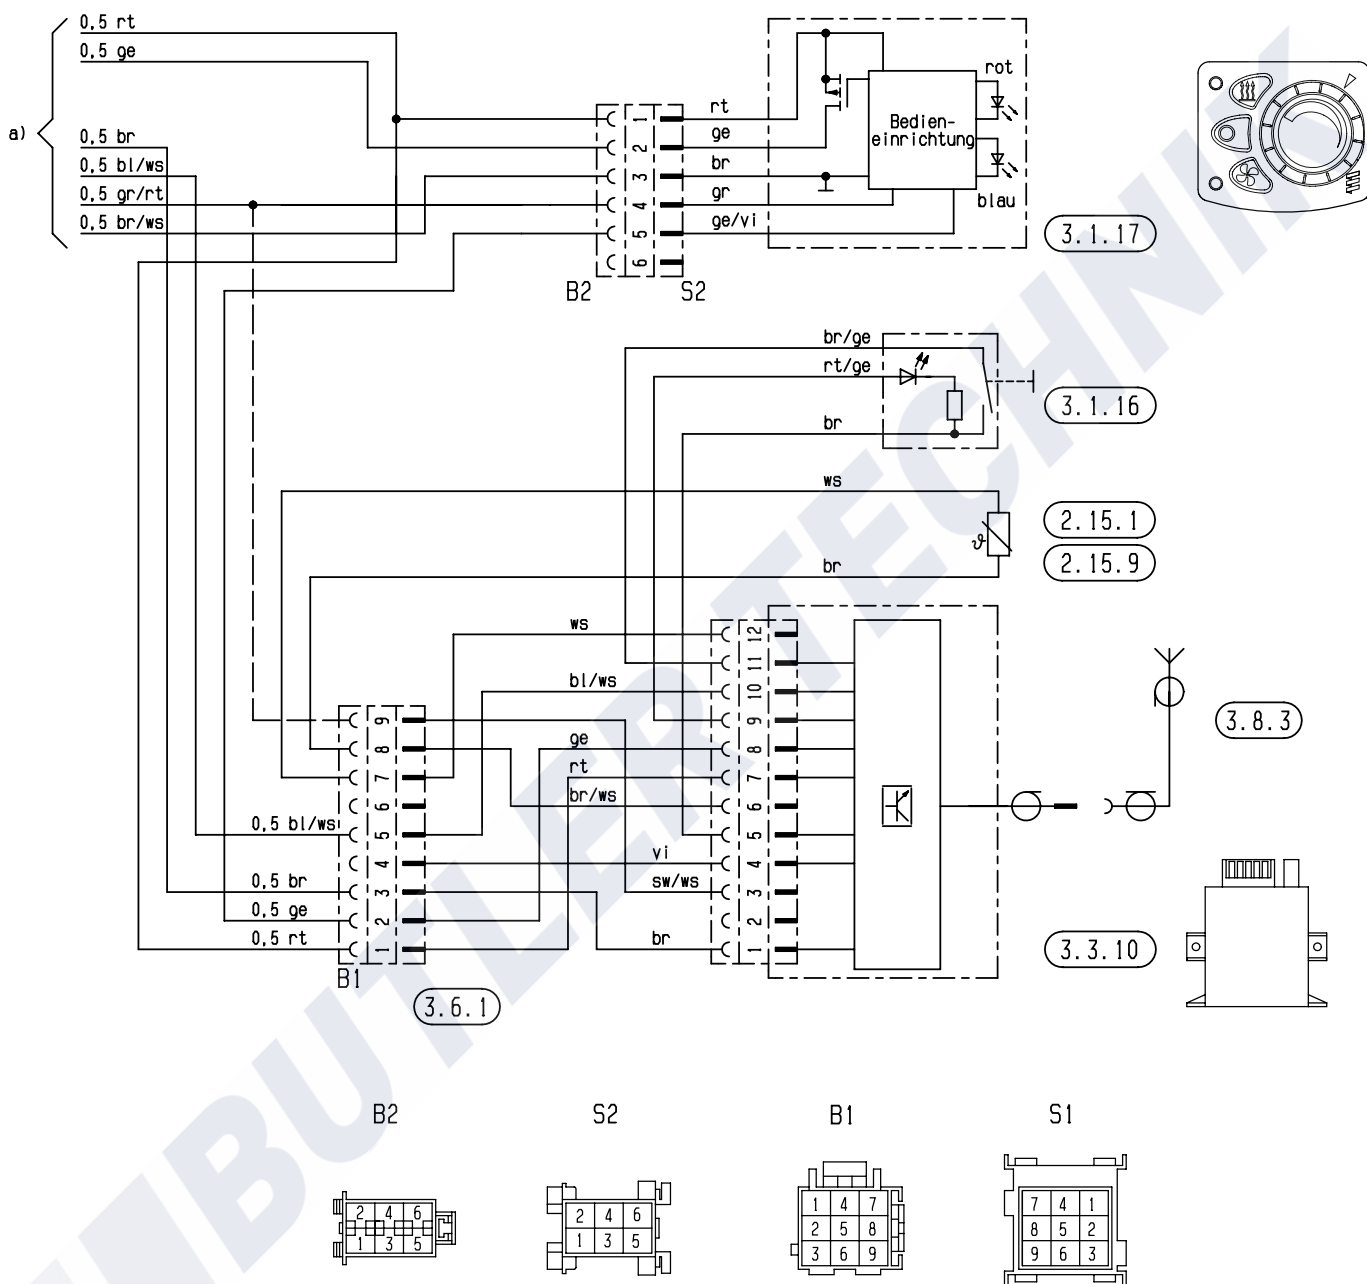 0,5 rt
0,5 ge
a)
0,5 br
0,5 bl/ws
0,5 gr/rt
0,5 br/ws
1
2
3
4
5
6
B2
S2
rt
ge
br
gr
ge/vi
Bedien-
einrichtung
rot
blau
3.1.17
br/ge
rt/ge
br
3.1.16
ws
ϑ
br
2.15.1
2.15.9
ws
bl/ws
ge
rt
br/ws
vi
sw/ws
br
12
11
10
9
8
7
6
5
4
3
2
1
3.8.3
3.3.10
9
8
7
6
5
4
3
2
1
0,5 bl/ws
0,5 br
0,5 ge
0,5 rt
B1
3.6.1
B2
S2
B1
S1
2 4 6
1 3 5
2 4 6
1 3 5
1 4 7
2 5 8
3 6 9
7 4 1
8 5 2
9 6 3
BUTLER TECHNIK